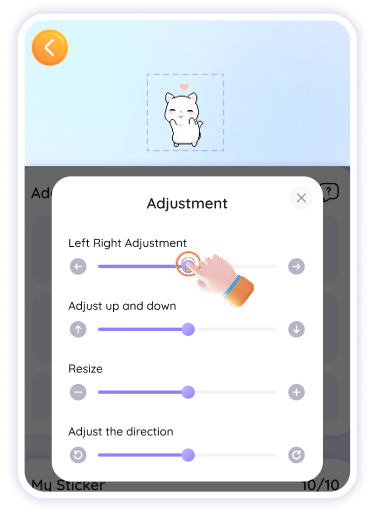 Ad
?
Adjustment
Left Right Adjustment
Adjust up and down
Resize
Adjust the direction
My Sticker 10/10